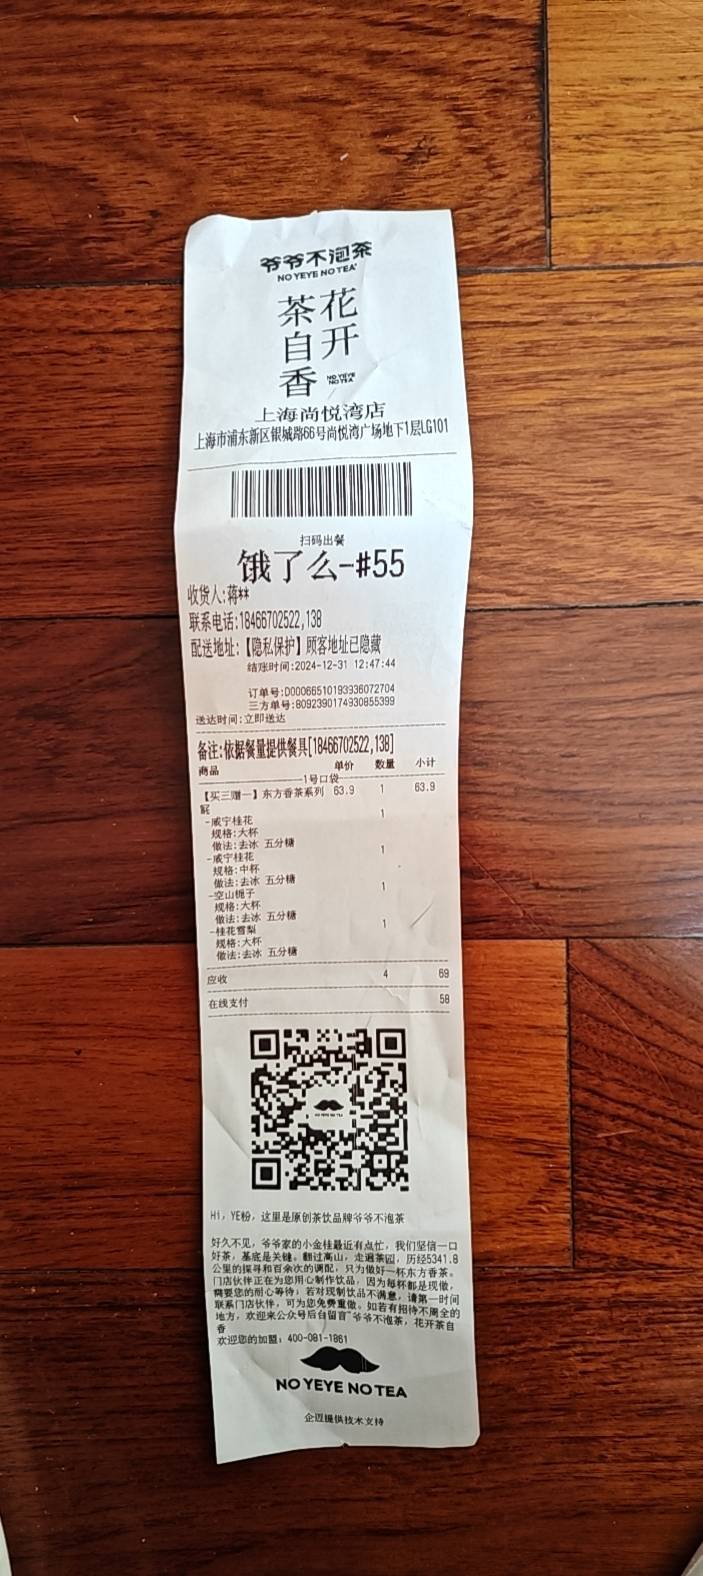 爷爷不泡茶
NO YEYE NO TEA
花开
茶自香
NO YEYE
NO TEA
上海尚悦湾店
上海市浦东新区银城路66号尚悦湾广场地下1层LG101
扫码出餐
饿了么-#55
收货人:蒋**
联系电话:18466702522,138
配送地址:【隐私保护】顾客地址已隐藏
结账时间:2024-12-31 12:47:44
订单号:D00066510193936072704
三方单号:8092390174930855399
送达时间:立即送达
备注:依据餐量提供餐具[18466702522,138]
商品 单价 数量 小计
1号口袋
【买三赠一】东方香茶系列 63.9 1 63.9
-咸宁桂花 1
规格:大杯
做法:去冰 五分糖
-咸宁桂花 1
规格:中杯
做法:去冰 五分糖
-空山栀子 1
规格:大杯
做法:去冰 五分糖
-桂花雪梨 1
规格:大杯
做法:去冰 五分糖
应收 4 69
在线支付 58
NO YEYE NO TEA
Hi，YE粉，这里是原创茶饮品牌爷爷不泡茶
好久不见，爷爷家的小金桂最近有点忙，我们坚信一口
好茶，基底是关键。翻过高山，走遍茶园，历经5341.8
公里的探寻和百余次的调配，只为做好一杯东方香茶。
门店伙伴正在为您用心制作饮品，因为每杯都是现做，
需要您的耐心等待；若对现制饮品不满意，请第一时间
联系门店伙伴，可为您免费重做。如若有招待不周全的
地方，欢迎来公众号后台留言~爷爷不泡茶，花开茶自
香
欢迎您的加盟：400-081-1861
NO YEYE NO TEA
企迈提供技术支持